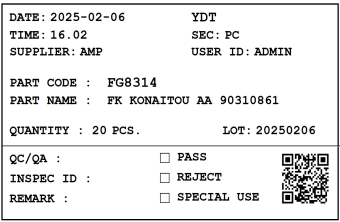 DATE: 2025-02-06 YDT
TIME: 16.02 SEC: PC
SUPPLIER: AMP USER ID: ADMIN
PART CODE : FG8314
PART NAME : FK KONAITOU AA 90310861
QUANTITY : 20 PCS. LOT: 20250206
QC/QA : □ PASS
INSPEC ID : □ REJECT
REMARK : □ SPECIAL USE